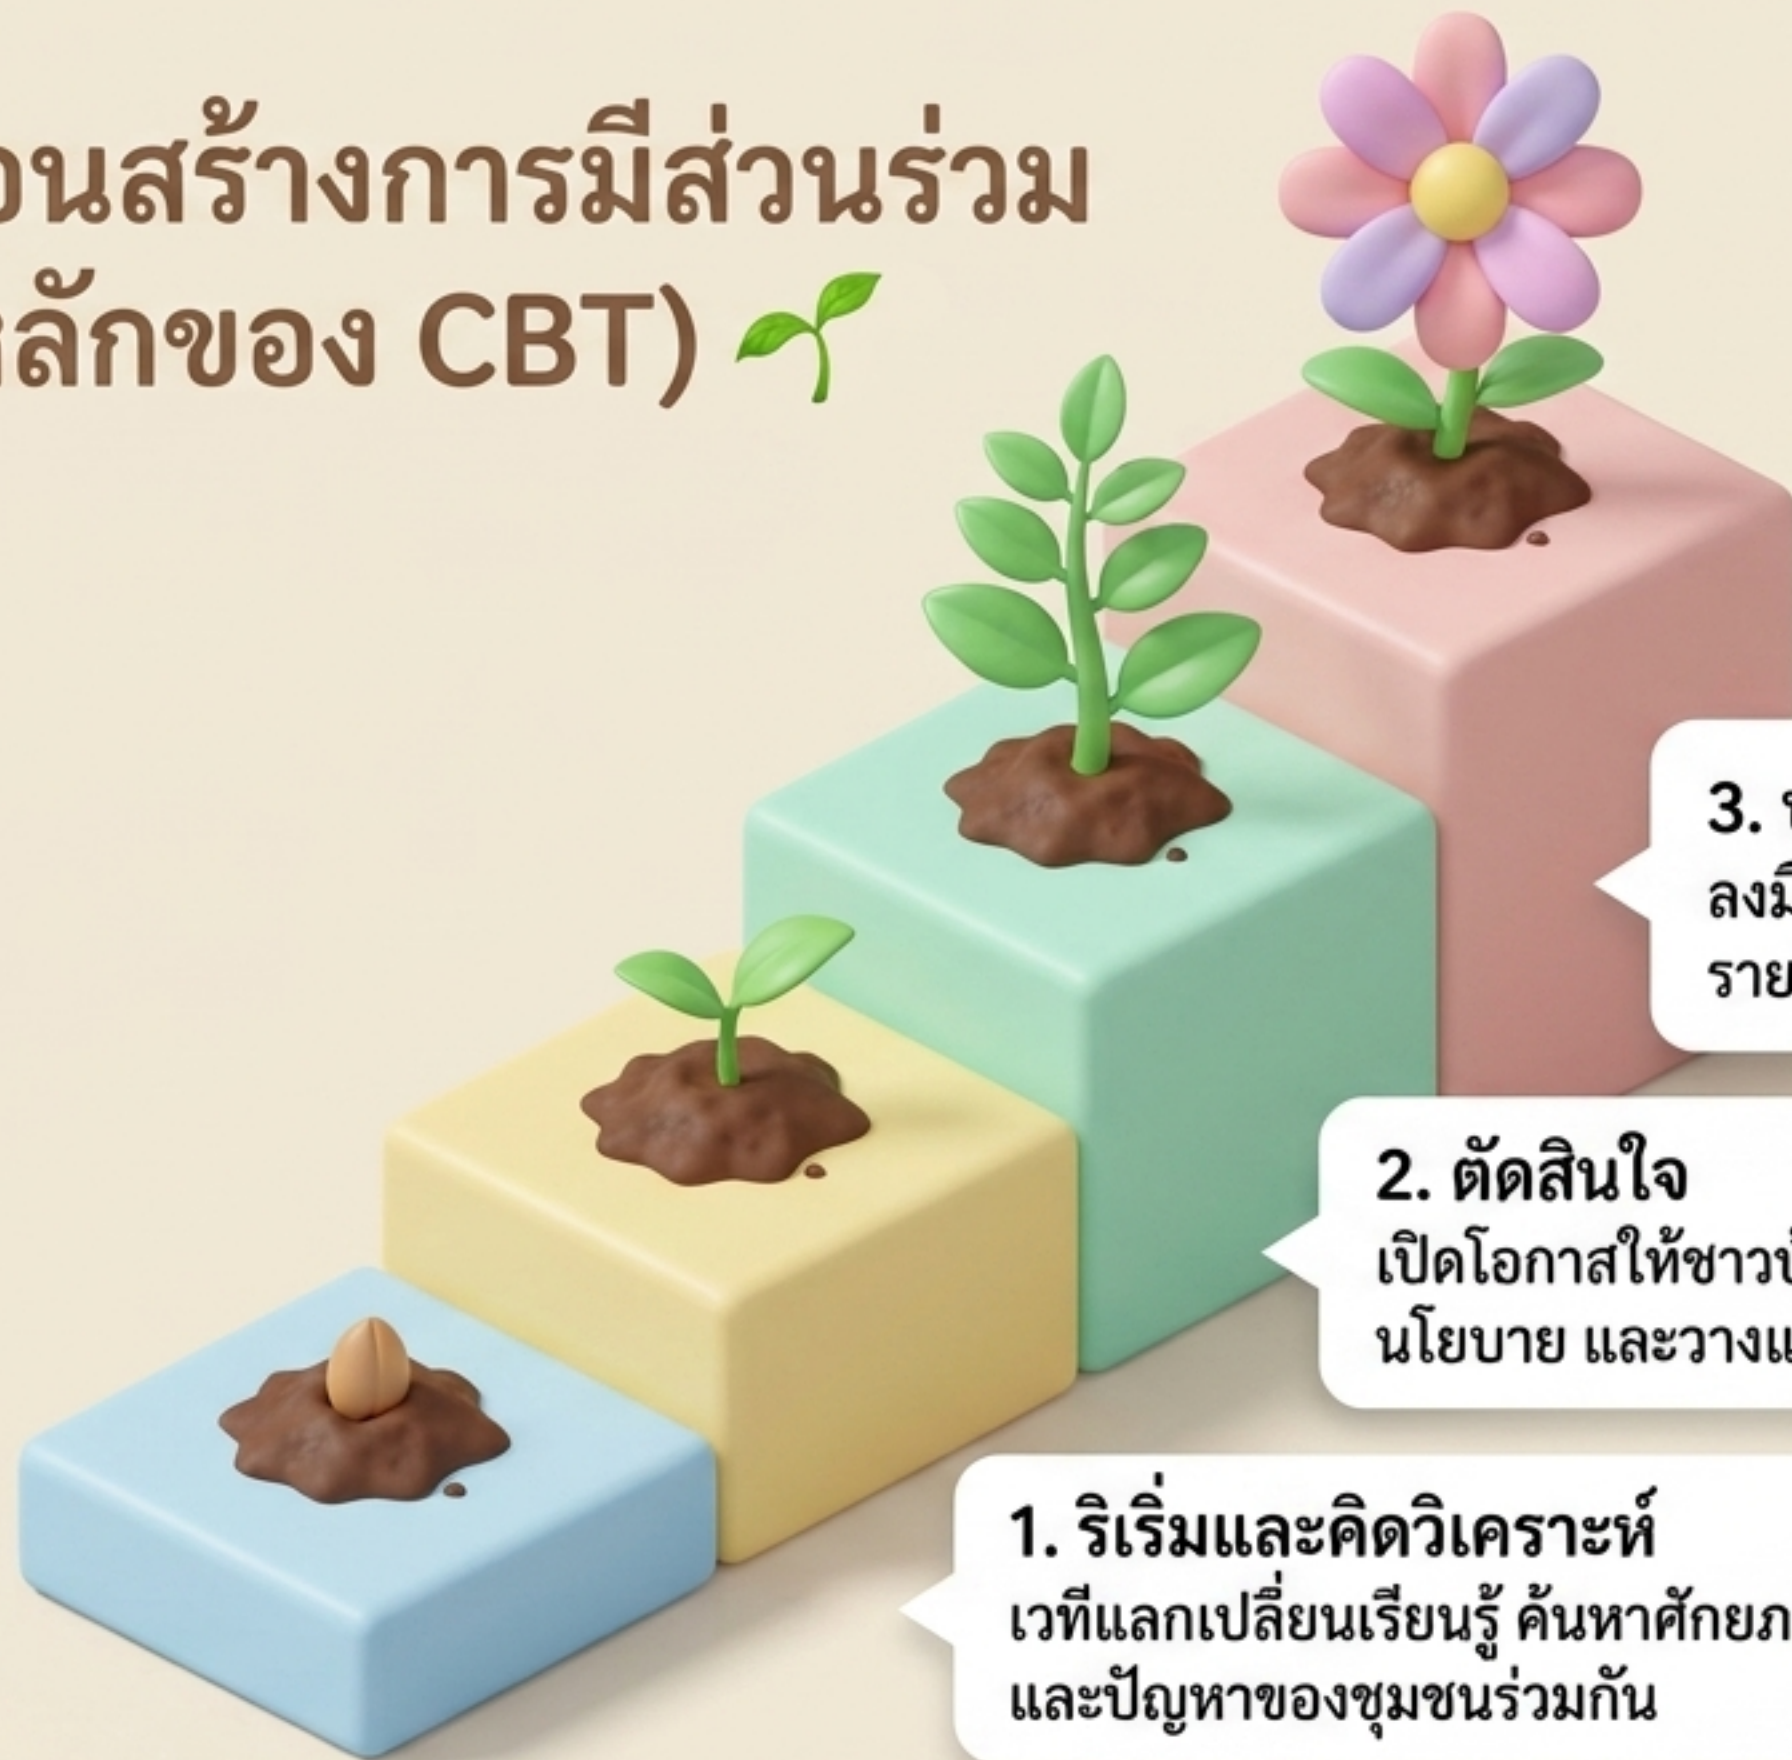 อนสร้างการมีส่วนร่วม
หลักของ CBT)
3.
ลงมื
ราย
2. ตัดสินใจ
เปิดโอกาสให้ชาวบ้
นโยบาย และวางแ
1. ริเริ่มและคิดวิเคราะห์
เวทีแลกเปลี่ยนเรียนรู้ ค้นหาศักยภ
และปัญหาของชุมชนร่วมกัน